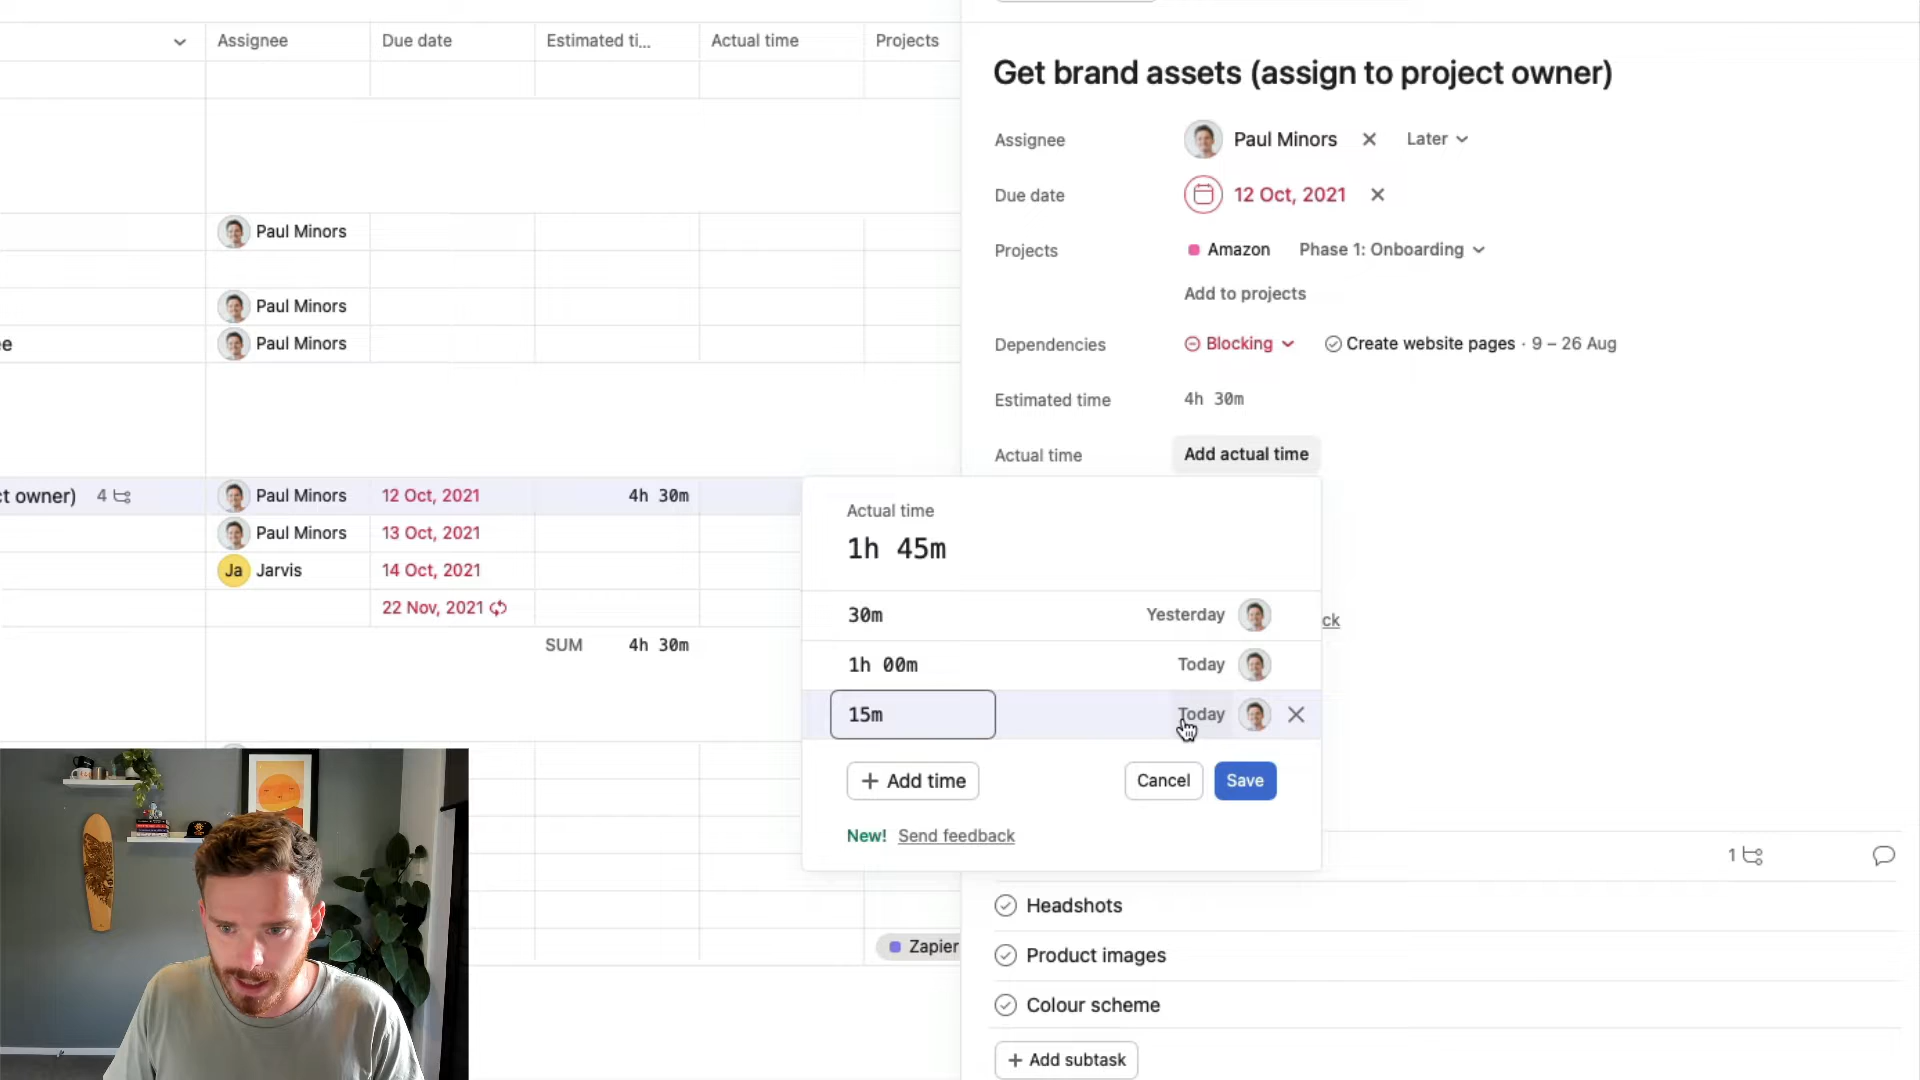 Assignee
Due date
Estimated ti...
Actual time
Projects
Paul Minors
Paul Minors
e
Paul Minors
ct owner)
4
Paul Minors
12 Oct, 2021
4h 30m
Paul Minors
13 Oct, 2021
Ja
Jarvis
14 Oct, 2021
22 Nov, 2021
SUM
4h 30m
Zapier
Get brand assets (assign to project owner)
Assignee
Paul Minors
Later
Due date
12 Oct, 2021
Projects
Amazon
Phase 1: Onboarding
Add to projects
Dependencies
Blocking
Create website pages · 9 – 26 Aug
Estimated time
4h 30m
Actual time
Add actual time
Actual time
1h 45m
30m
Yesterday
ck
1h 00m
Today
15m
Today
+ Add time
Cancel
Save
New! Send feedback
1
Headshots
Product images
Colour scheme
+ Add subtask